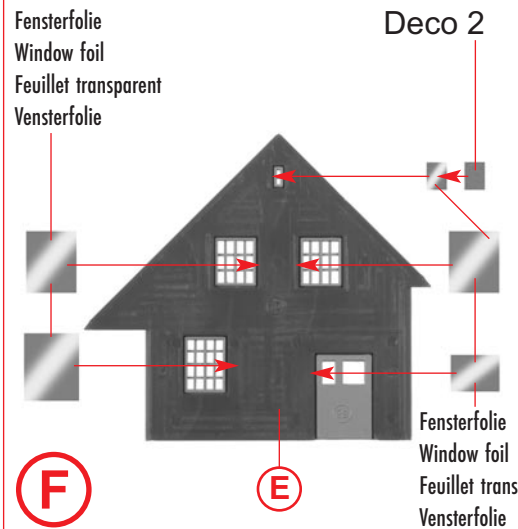 Fensterfolie
Window foil
Feuillet transparent
Vensterfolie
Deco 2
Fensterfolie
Window foil
Feuillet trans
Vensterfolie
F
E